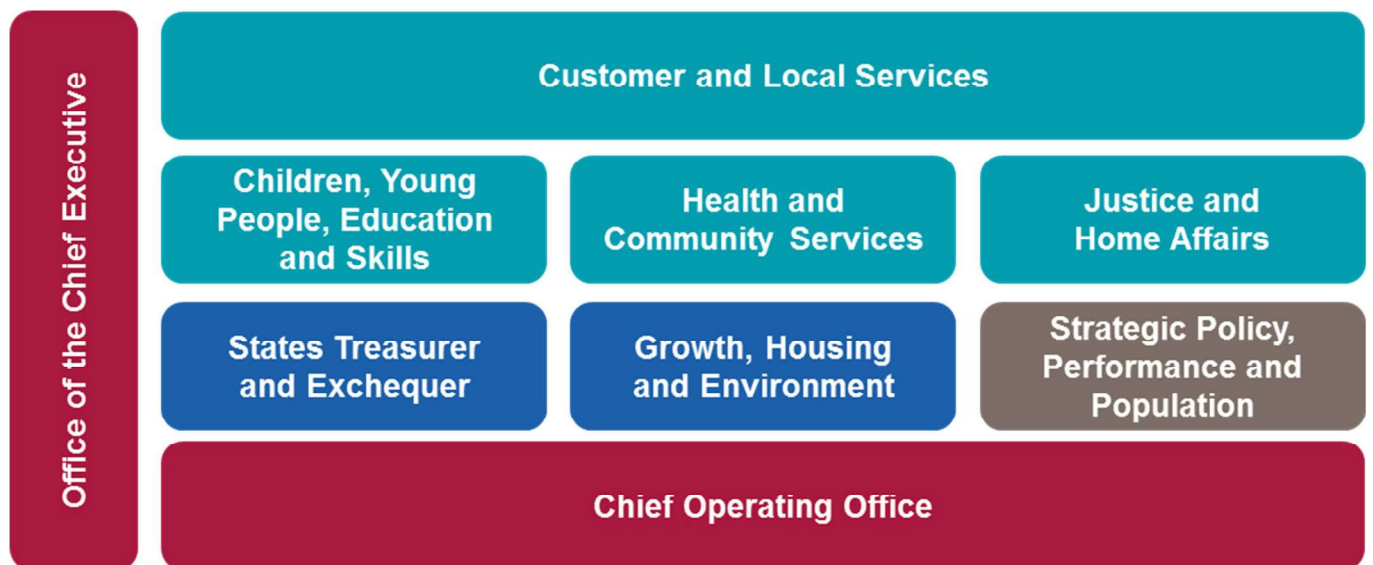 Office of the Chief Executive
Customer and Local Services
Children, Young
People, Education
and Skills
Health and
Community Services
Justice and
Home Affairs
States Treasurer
and Exchequer
Growth, Housing
and Environment
Strategic Policy,
Performance and
Population
Chief Operating Office